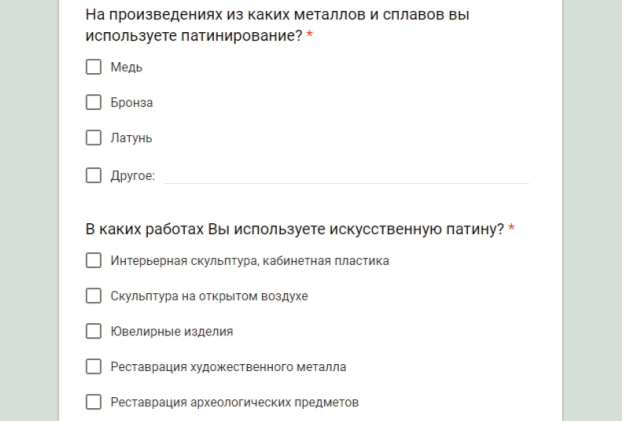 На произведениях из каких металлов и сплавов вы
используете патинирование? *
Медь
Бронза
Латунь
Другое:
В каких работах Вы используете искусственную патину? *
Интерьерная скульптура, кабинетная пластика
Скульптура на открытом воздухе
Ювелирные изделия
Реставрация художественного металла
Реставрация археологических предметов